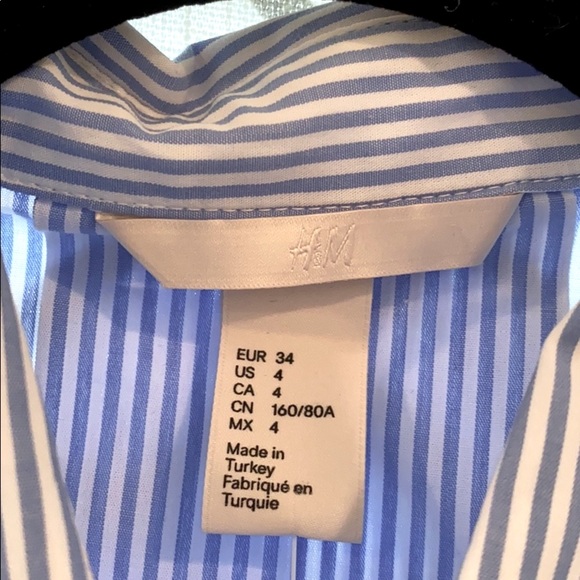 H&M
EUR 34
US 4
CA 4
CN 160/80A
MX 4
Made in
Turkey
Fabriqué en
Turquie